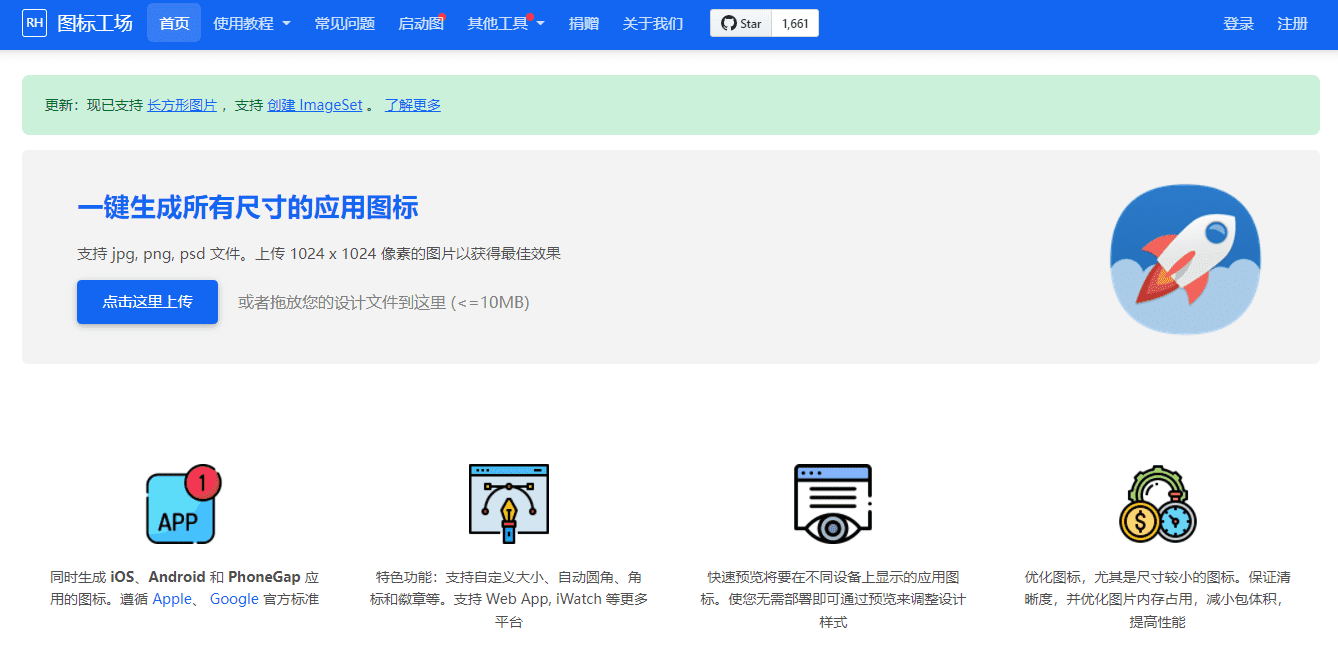 RH 图标工场 首页 使用教程 常见问题 启动图 其他工具 捐赠 关于我们 Star 1,661 登录 注册
更新：现已支持 长方形图片 ，支持 创建 ImageSet 。 了解更多
一键生成所有尺寸的应用图标
支持 jpg, png, psd 文件。上传 1024 x 1024 像素的图片以获得最佳效果
点击这里上传 或者拖放您的设计文件到这里 (<=10MB)
1
APP
同时生成 iOS、Android 和 PhoneGap 应
用的图标。遵循 Apple、 Google 官方标准
特色功能：支持自定义大小、自动圆角、角
标和徽章等。支持 Web App, iWatch 等更多
平台
快速预览将要在不同设备上显示的应用图
标。使您无需部署即可通过预览来调整设计
样式
$
优化图标，尤其是尺寸较小的图标。保证清
晰度，并优化图片内存占用，减小包体积，
提高性能